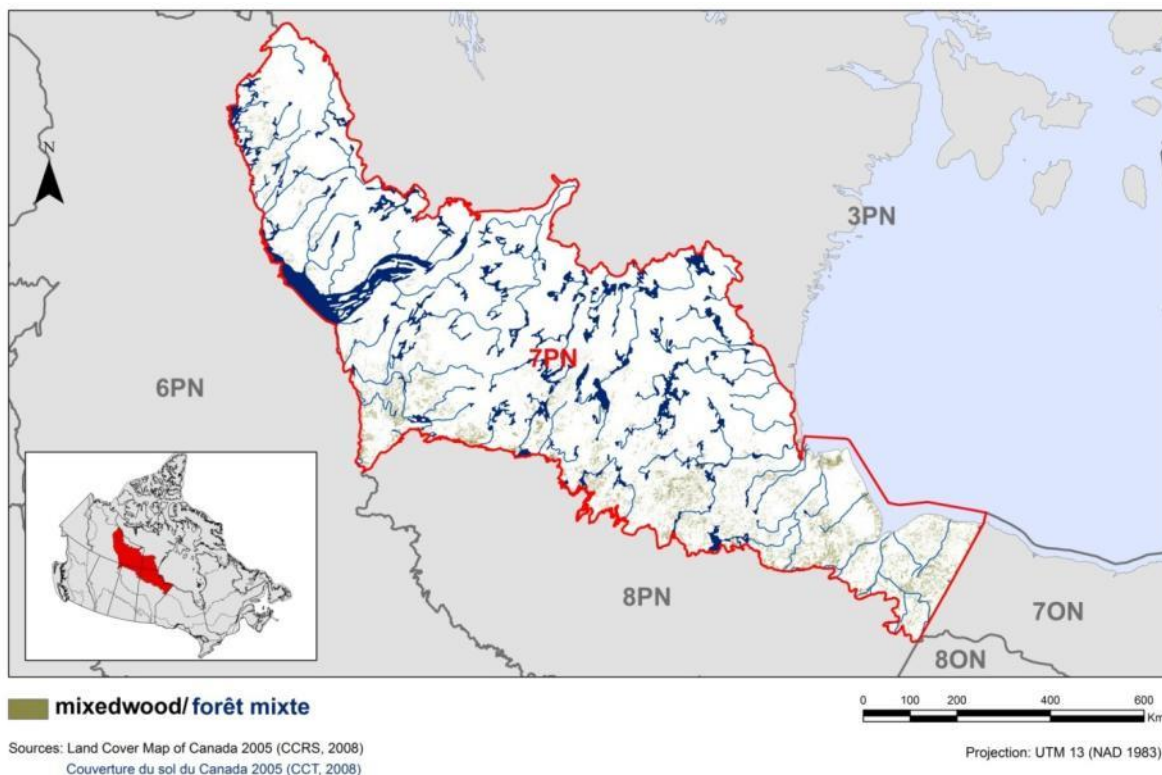 N
3PN
7PN
6PN
8PN
7ON
8ON
mixedwood/forêt mixte
0 100 200 400 600
Km
Sources: Land Cover Map of Canada 2005 (CCRS, 2008)
Couverture du sol du Canada 2005 (CCT, 2008)
Projection: UTM 13 (NAD 1983)